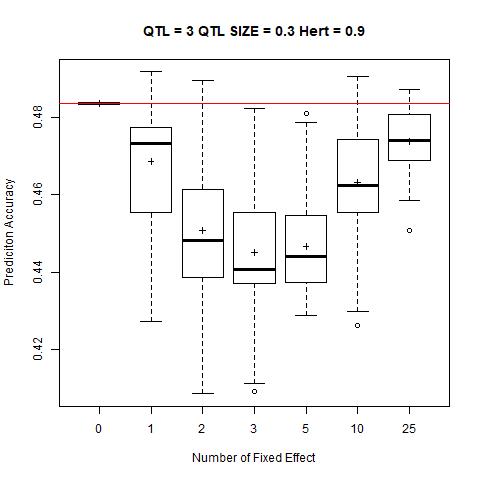 QTL = 3 QTL SIZE = 0.3 Hert = 0.9
0.48
0.46
0.44
0.42
Prediciton Accuracy
0 1 2 3 5 10 25
Number of Fixed Effect